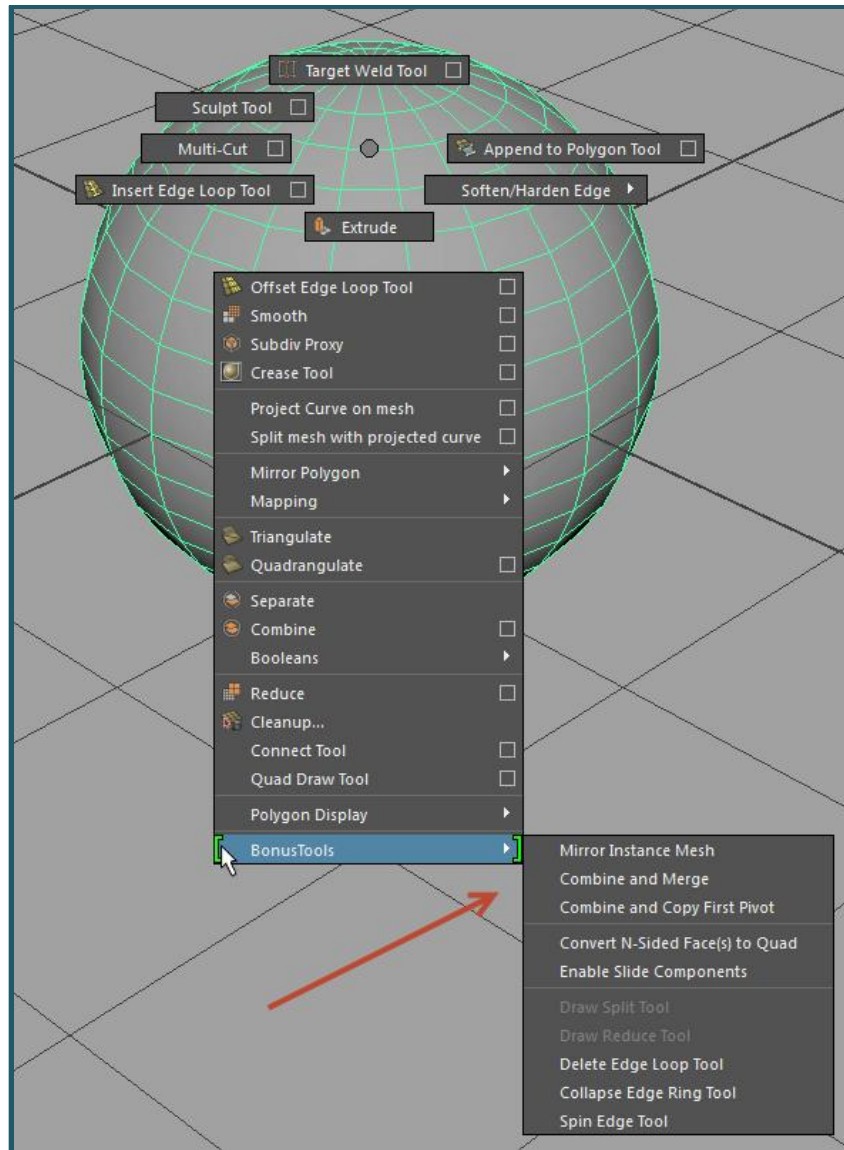 Target Weld Tool
Sculpt Tool
Multi-Cut
Append to Polygon Tool
Insert Edge Loop Tool
Soften/Harden Edge
Extrude
Offset Edge Loop Tool
Smooth
Subdiv Proxy
Crease Tool
Project Curve on mesh
Split mesh with projected curve
Mirror Polygon
Mapping
Triangulate
Quadrangulate
Separate
Combine
Booleans
Reduce
Cleanup...
Connect Tool
Quad Draw Tool
Polygon Display
BonusTools
Mirror Instance Mesh
Combine and Merge
Combine and Copy First Pivot
Convert N-Sided Face(s) to Quad
Enable Slide Components
Draw Split Tool
Draw Reduce Tool
Delete Edge Loop Tool
Collapse Edge Ring Tool
Spin Edge Tool